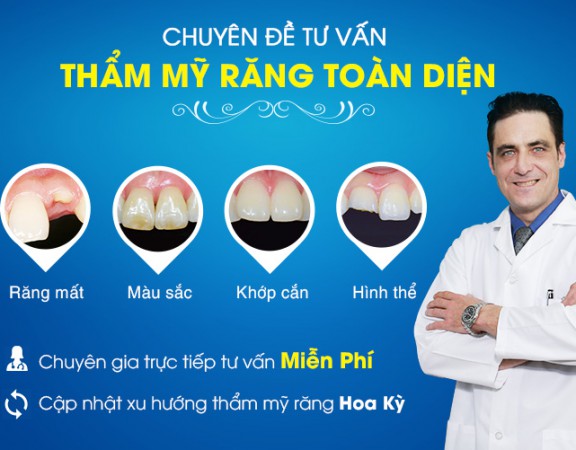 CHUYÊN ĐỀ TƯ VẤN
THẨM MỸ RĂNG TOÀN DIỆN
Răng mất
Màu sắc
Khớp cắn
Hình thể
Chuyên gia trực tiếp tư vấn Miễn Phí
Cập nhật xu hướng thẩm mỹ răng Hoa Kỳ